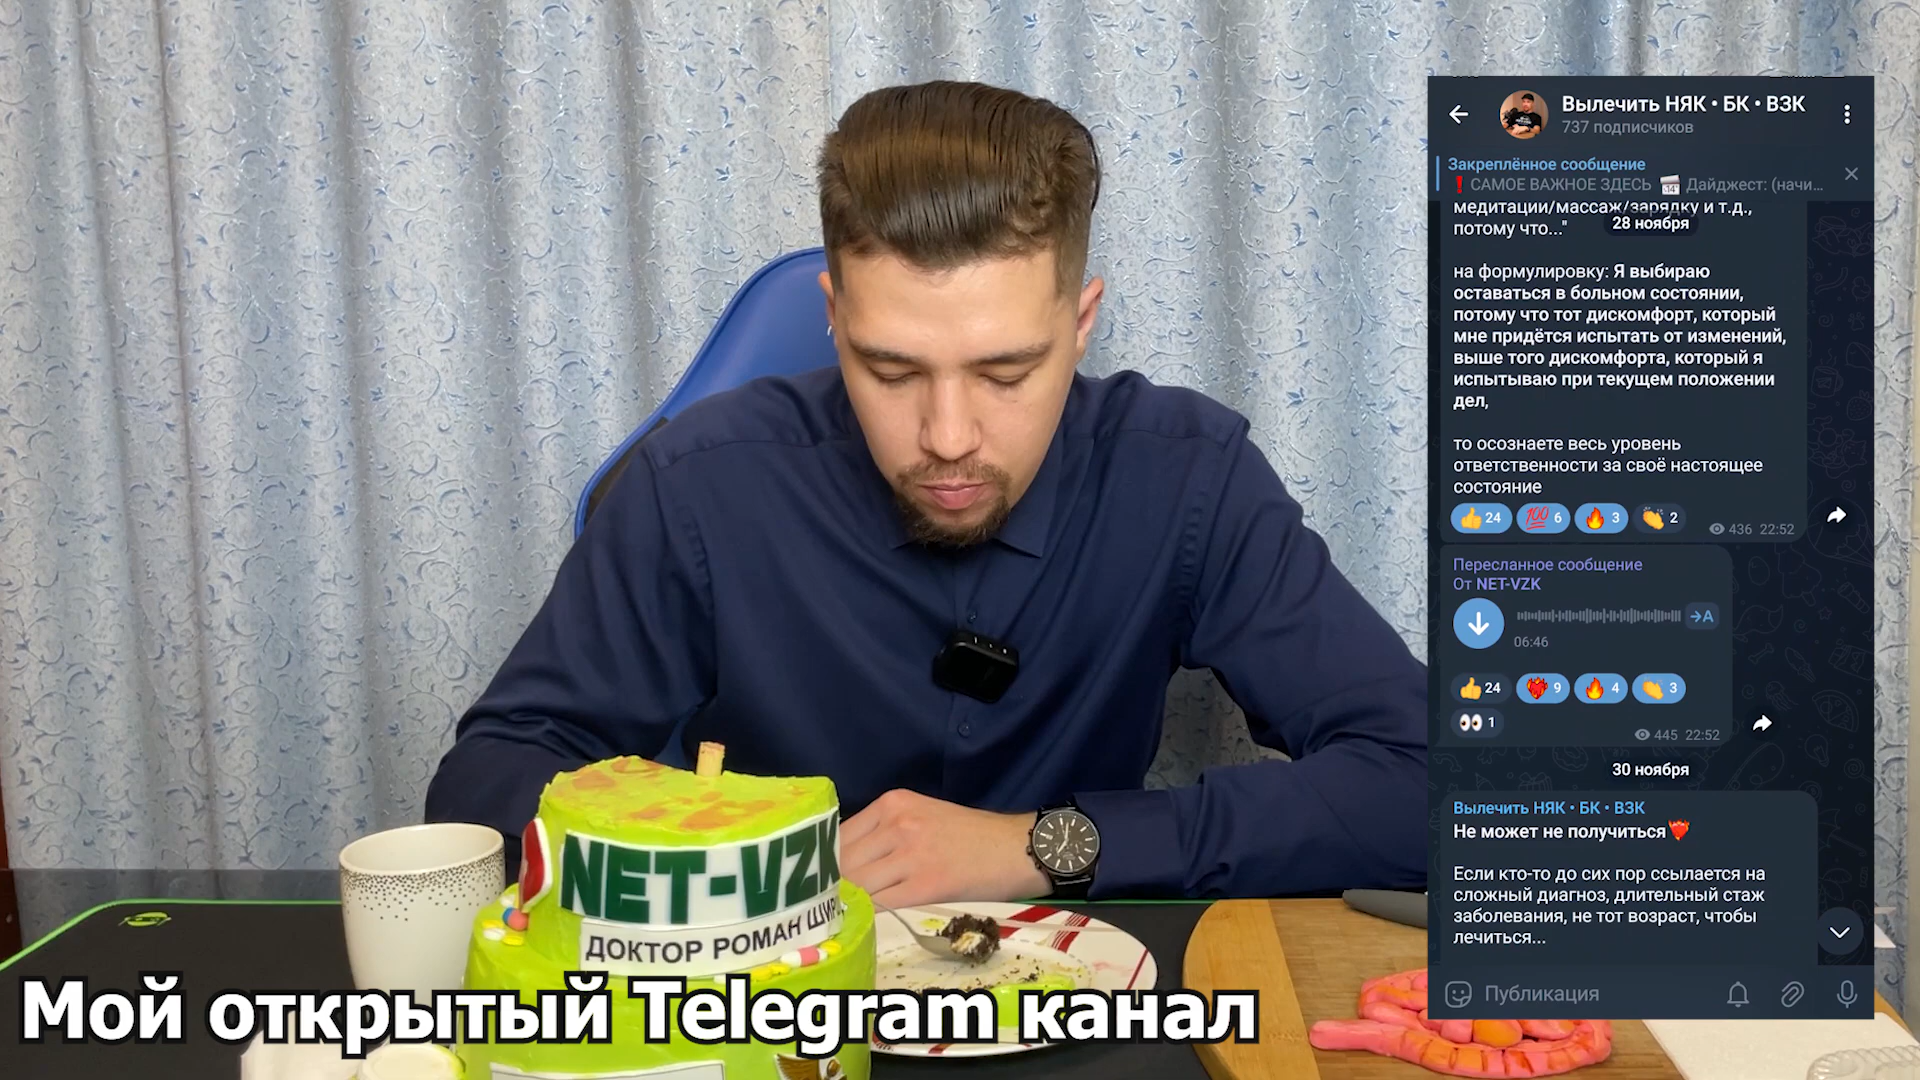 Вылечить НЯК • БК • ВЗК
737 подписчиков
Закреплённое сообщение
❗САМОЕ ВАЖНОЕ ЗДЕСЬ 📅 Дайджест: (начи...
медитации/массаж/зарядку и т.д.,
28 ноября
потому что..."
на формулировку: Я выбираю
оставаться в больном состоянии,
потому что тот дискомфорт, который
мне придётся испытать от изменений,
выше того дискомфорта, который я
испытываю при текущем положении
дел,
то осознаете весь уровень
ответственности за своё настоящее
состояние
👍 24 💯 6 🔥 3 👏 2
436 22:52
Пересланное сообщение
От NET-VZK
→A
06:46
👍 24 ❤️‍🔥 9 🔥 4 👏 3
👀 1
445 22:52
30 ноября
Вылечить НЯК • БК • ВЗК
Не может не получиться❤️‍🔥
Если кто-то до сих пор ссылается на
сложный диагноз, длительный стаж
заболевания, не тот возраст, чтобы
лечиться...
Публикация
NET-VZK
ДОКТОР РОМАН
Мой открытый Telegram канал